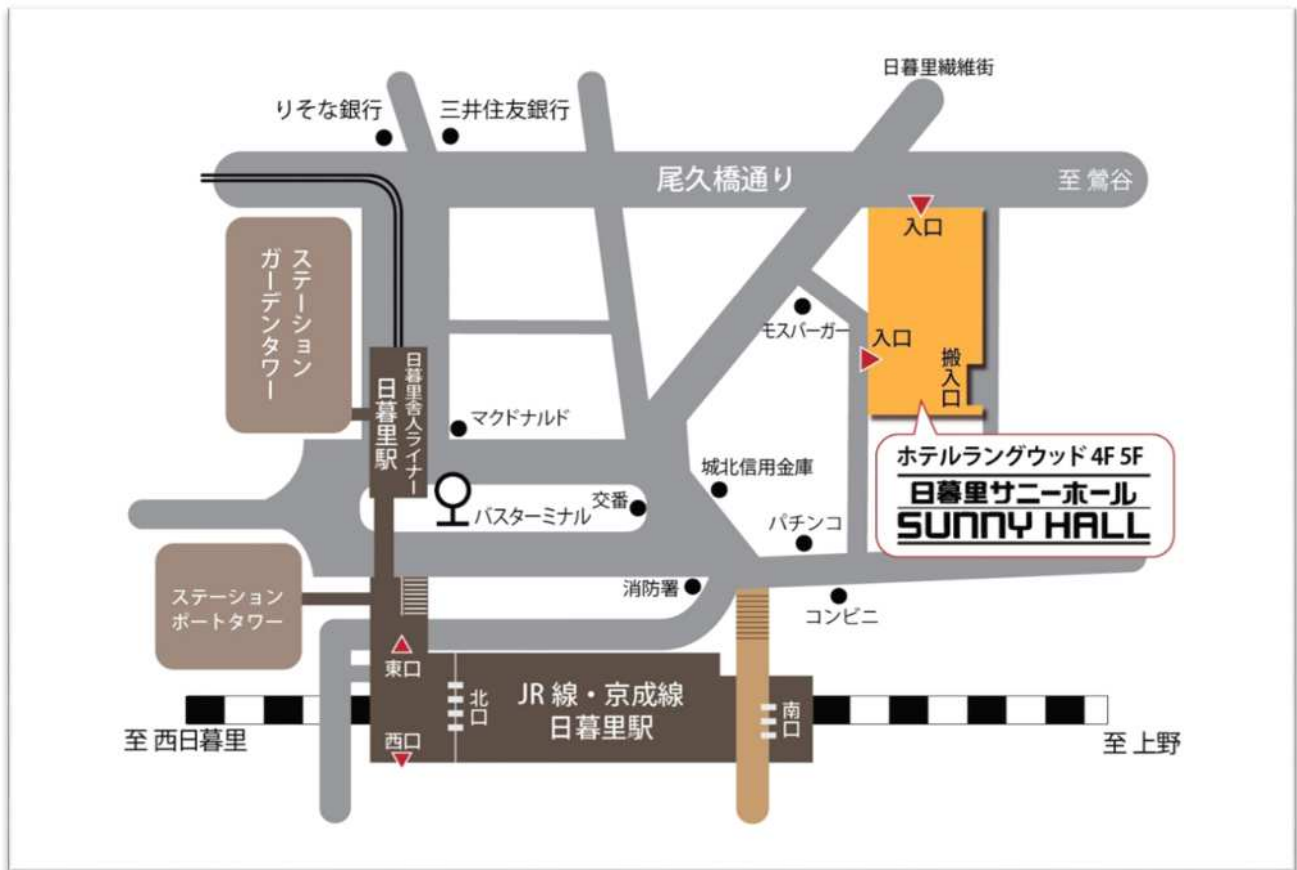 日暮里繊維街
りそな銀行
三井住友銀行
尾久橋通り
至 鶯谷
入口
ステーション
ガーデンタワー
モスバーガー
入口
搬入口
日暮里舎人ライナー
日暮里駅
マクドナルド
ホテルラングウッド 4F 5F
日暮里サニーホール
SUNNY HALL
城北信用金庫
交番
バスターミナル
パチンコ
消防署
コンビニ
ステーション
ポートタワー
東口
北口
JR 線・京成線
日暮里駅
南口
西口
至 西日暮里
至 上野